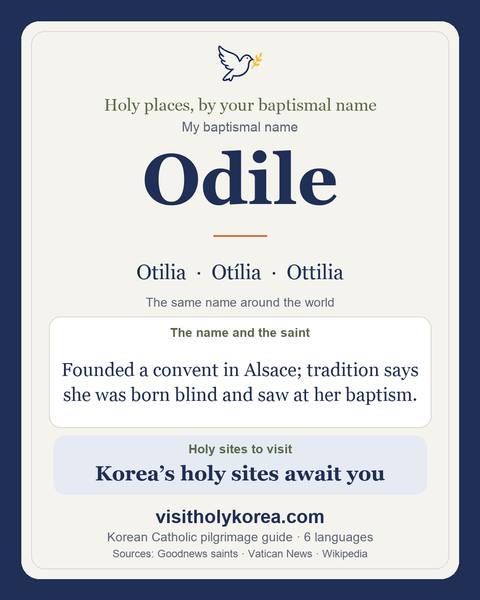 Holy places, by your baptismal name
My baptismal name
Odile
Otilia · Otília · Ottilia
The same name around the world
The name and the saint
Founded a convent in Alsace; tradition says
she was born blind and saw at her baptism.
Holy sites to visit
Korea’s holy sites await you
visitholykorea.com
Korean Catholic pilgrimage guide · 6 languages
Sources: Goodnews saints · Vatican News · Wikipedia